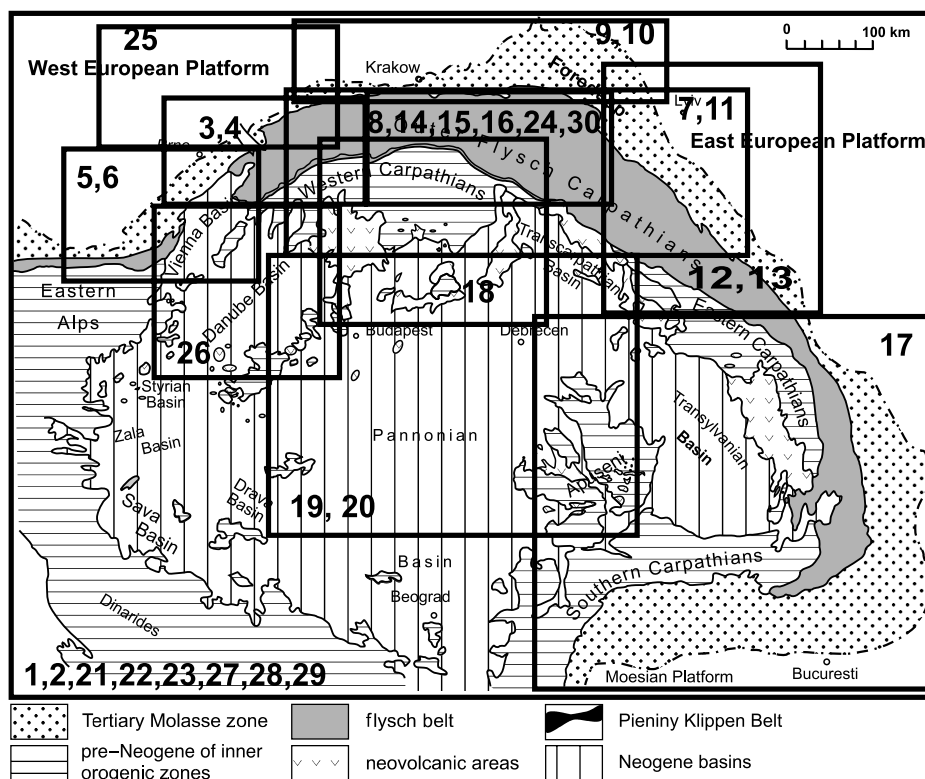 25
9,10
0 100 km
West European Platform
Krakow
Foredeep
Lviv
7,11
3,4
8,14,15,16,24,30
East European Platform
Brno
Outer Flysch Carpathians
5,6
Western Carpathians
Vienna Basin
Transcarpathian
Basin
12,13
Eastern
Alps
Danube Basin
18
Eastern Carpathians
Budapest
Debrecen
17
26
Styrian
Basin
Transylvanian
Basin
Zala
Basin
Pannonian
Apuseni
Drava
Basin
19, 20
Sava
Basin
Basin
Southern Carpathians
Beograd
Dinarides
1,2,21,22,23,27,28,29
Moesian Platform
Bucuresti
Tertiary Molasse zone
flysch belt
Pieniny Klippen Belt
pre–Neogene of inner
orogenic zones
neovolcanic areas
Neogene basins